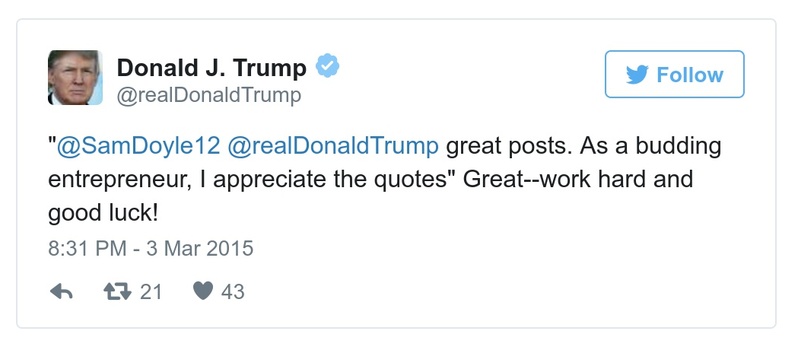 Donald J. Trump
@realDonaldTrump
Follow
"@SamDoyle12 @realDonaldTrump great posts. As a budding
entrepreneur, I appreciate the quotes" Great--work hard and
good luck!
8:31 PM - 3 Mar 2015
21 43